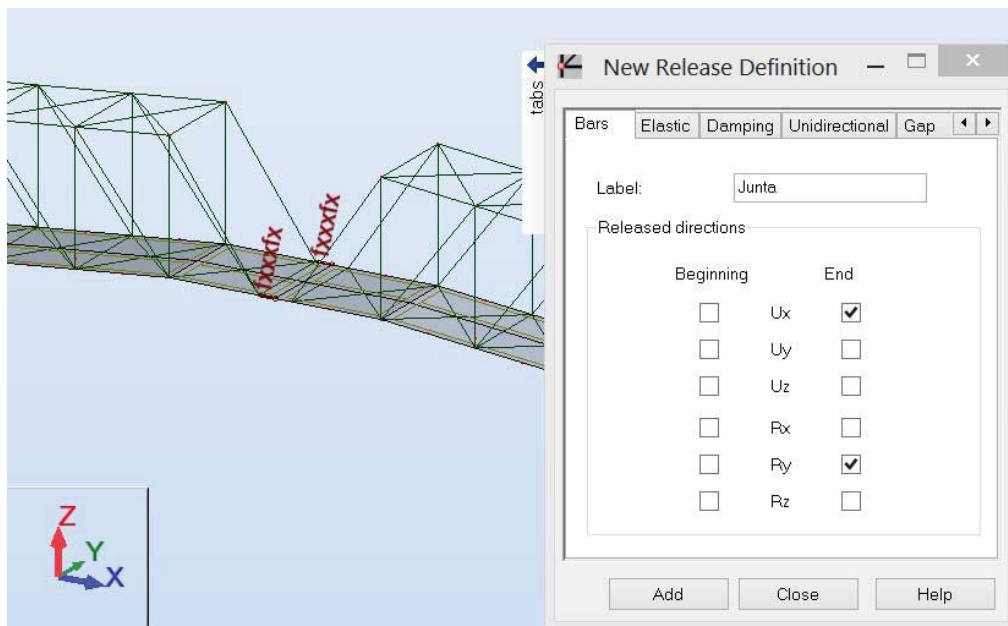 New Release Definition
tabs
Bars Elastic Damping Unidirectional Gap
Label: Junta
Released directions
Beginning End
Ux
Uy
Uz
Rx
Ry
Rz
Add Close Help
fxxxfx
fxxxfx
Z
Y
X